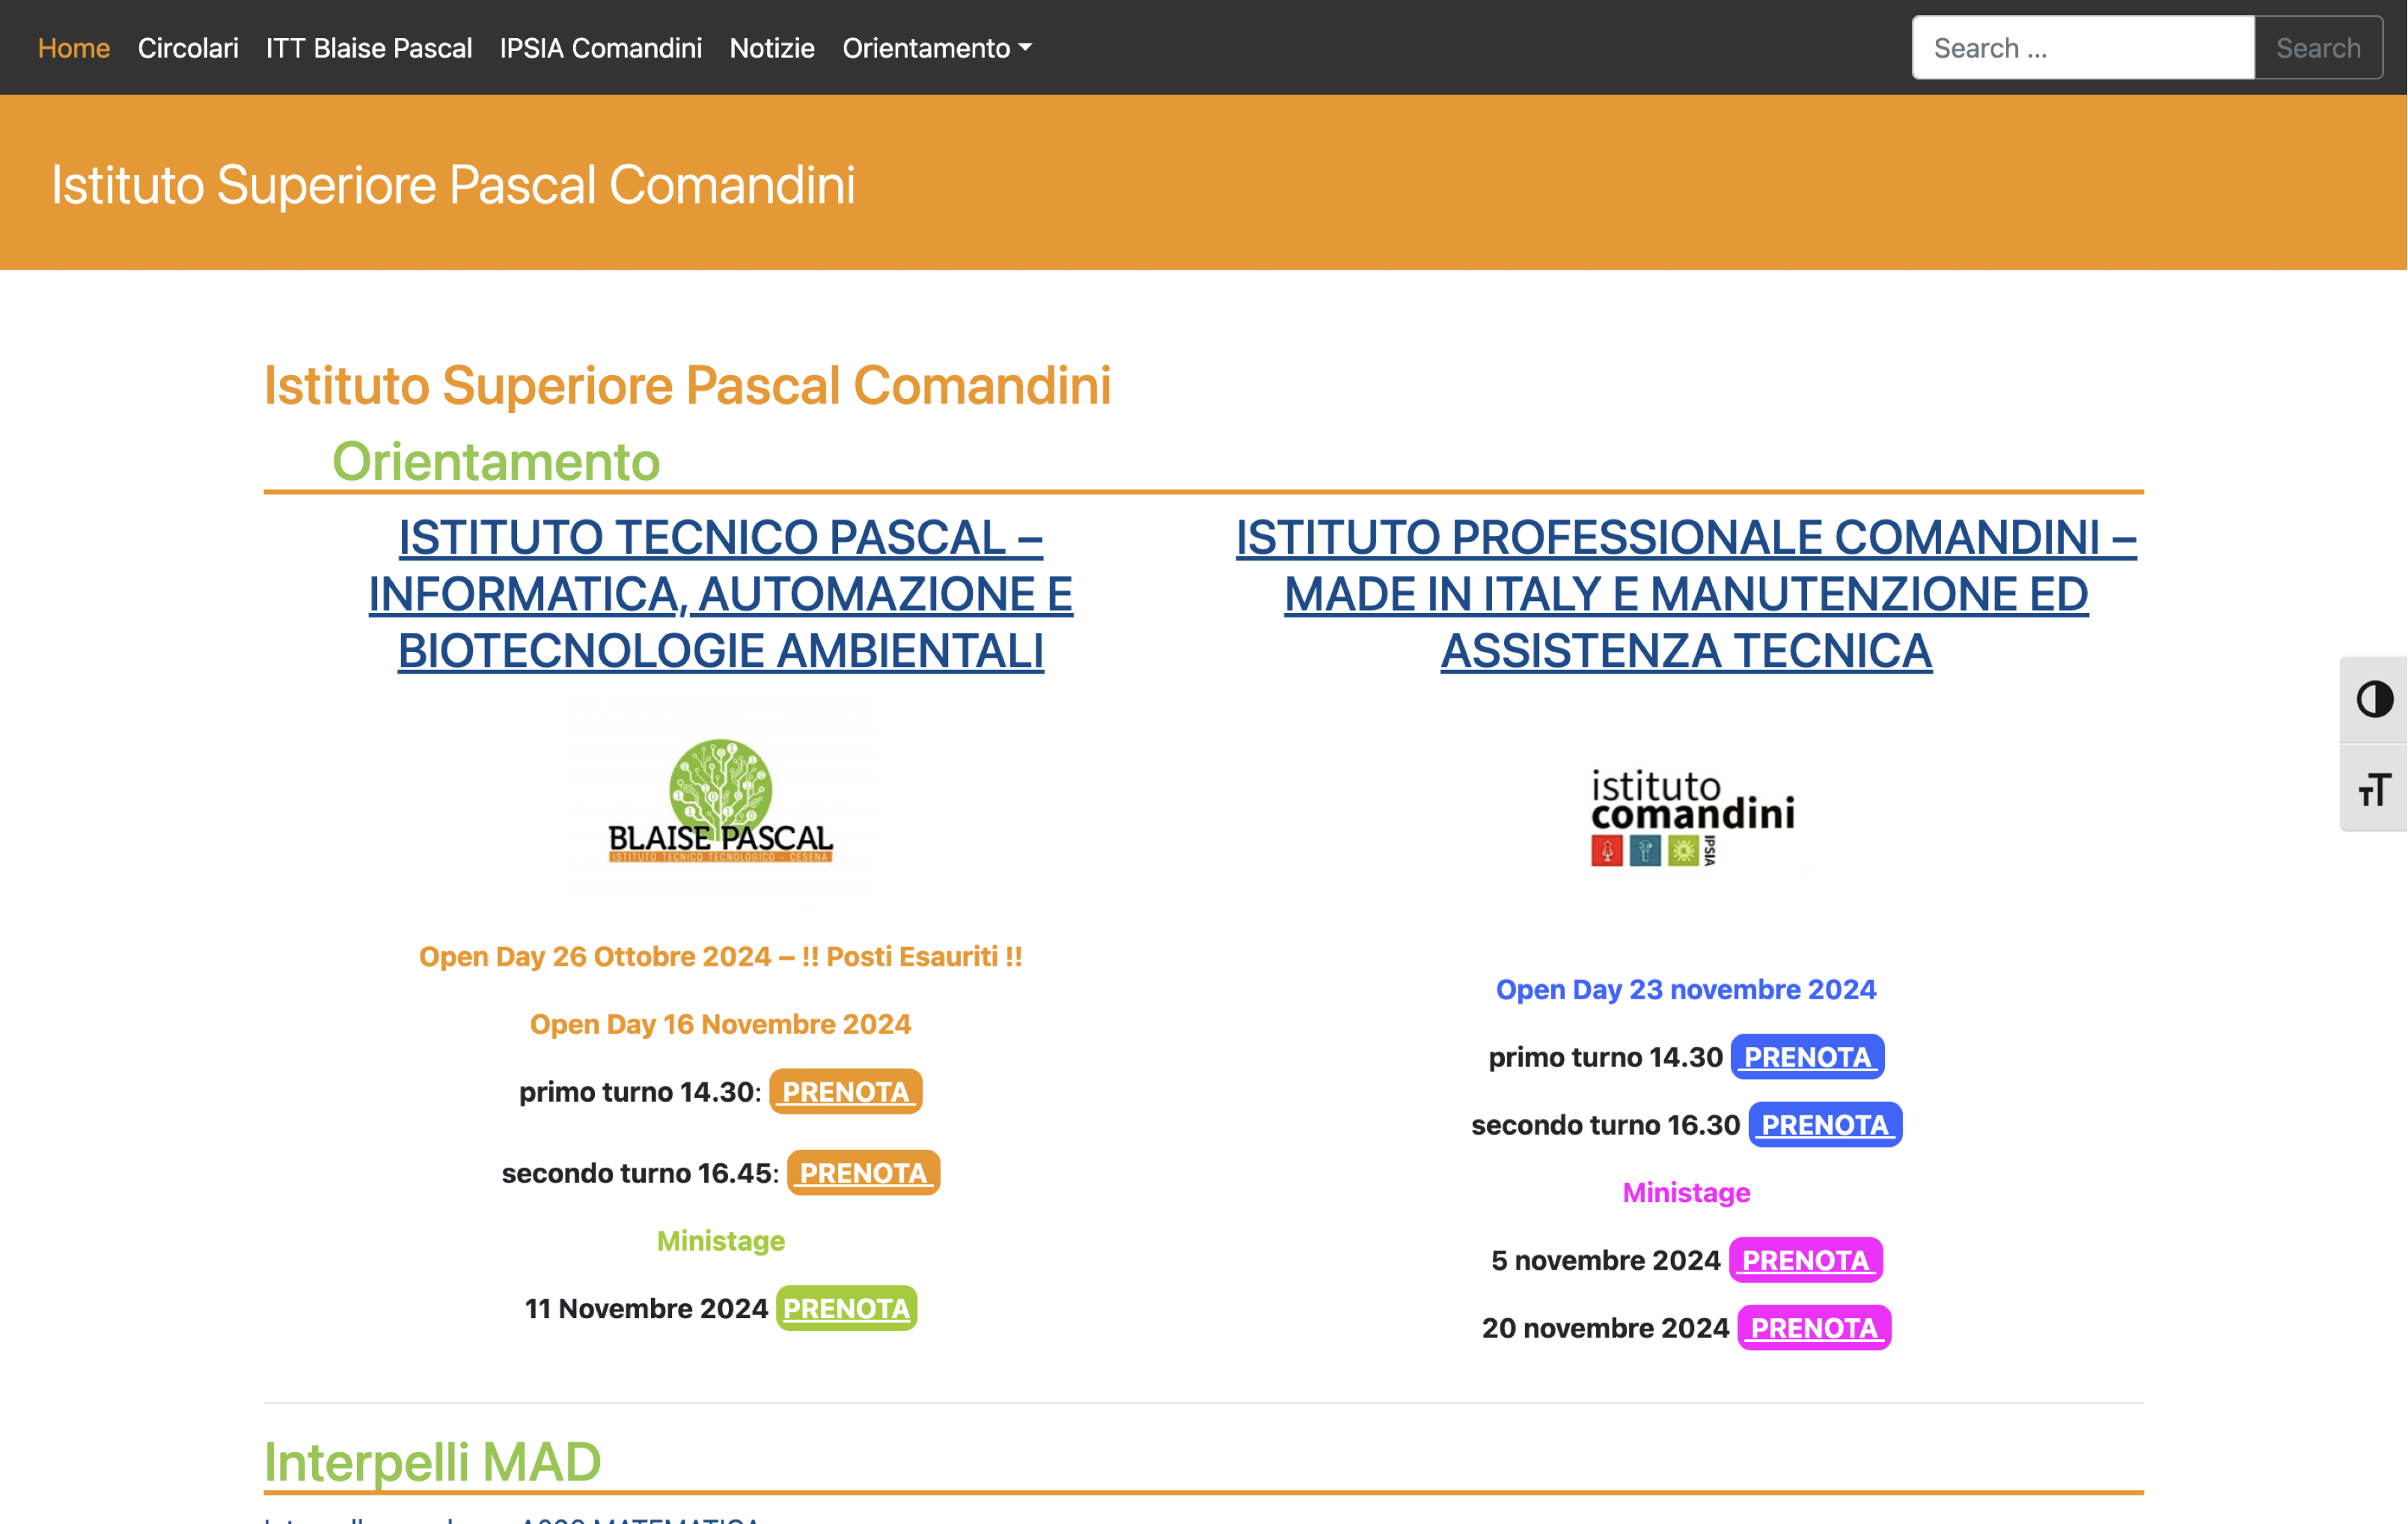 Home Circolari ITT Blaise Pascal IPSIA Comandini Notizie Orientamento
Search ... Search
Istituto Superiore Pascal Comandini
Istituto Superiore Pascal Comandini
Orientamento
ISTITUTO TECNICO PASCAL –
INFORMATICA, AUTOMAZIONE E
BIOTECNOLOGIE AMBIENTALI
BLAISE PASCAL
ISTITUTO TECNICO TECNOLOGICO - CESENA
Open Day 26 Ottobre 2024 – !! Posti Esauriti !!
Open Day 16 Novembre 2024
primo turno 14.30: PRENOTA
secondo turno 16.45: PRENOTA
Ministage
11 Novembre 2024 PRENOTA
ISTITUTO PROFESSIONALE COMANDINI –
MADE IN ITALY E MANUTENZIONE ED
ASSISTENZA TECNICA
istituto
comandini
IPSIA
Open Day 23 novembre 2024
primo turno 14.30 PRENOTA
secondo turno 16.30 PRENOTA
Ministage
5 novembre 2024 PRENOTA
20 novembre 2024 PRENOTA
Interpelli MAD